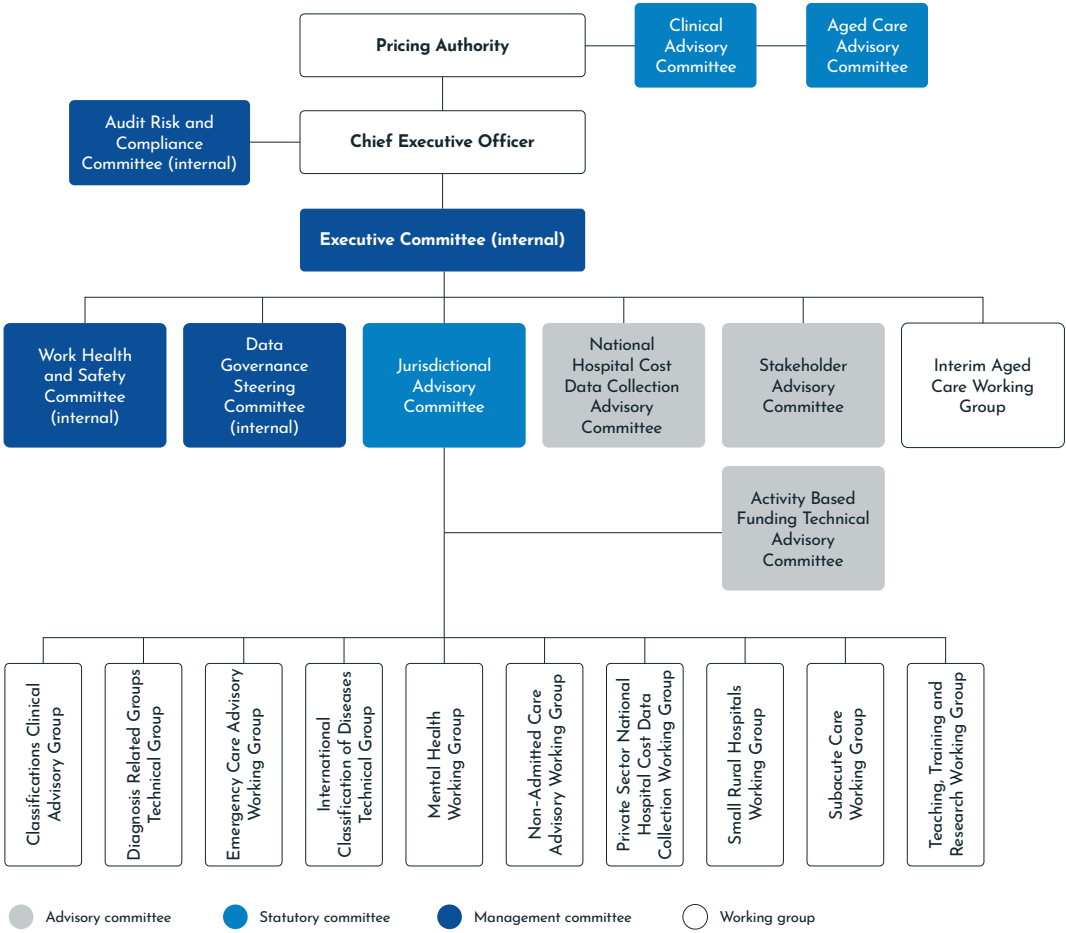 Pricing Authority
Clinical
Advisory
Committee
Aged Care
Advisory
Committee
Audit Risk and
Compliance
Committee (internal)
Chief Executive Officer
Executive Committee (internal)
Work Health
and Safety
Committee
(internal)
Data
Governance
Steering
Committee
(internal)
Jurisdictional
Advisory
Committee
National
Hospital Cost
Data Collection
Advisory
Committee
Stakeholder
Advisory
Committee
Interim Aged
Care Working
Group
Activity Based
Funding Technical
Advisory
Committee
Classifications Clinical
Advisory Group
Diagnosis Related Groups
Technical Group
Emergency Care Advisory
Working Group
International
Classification of Diseases
Technical Group
Mental Health
Working Group
Non-Admitted Care
Advisory Working Group
Private Sector National
Hospital Cost Data
Collection Working Group
Small Rural Hospitals
Working Group
Subacute Care
Working Group
Teaching, Training and
Research Working Group
Advisory committee
Statutory committee
Management committee
Working group